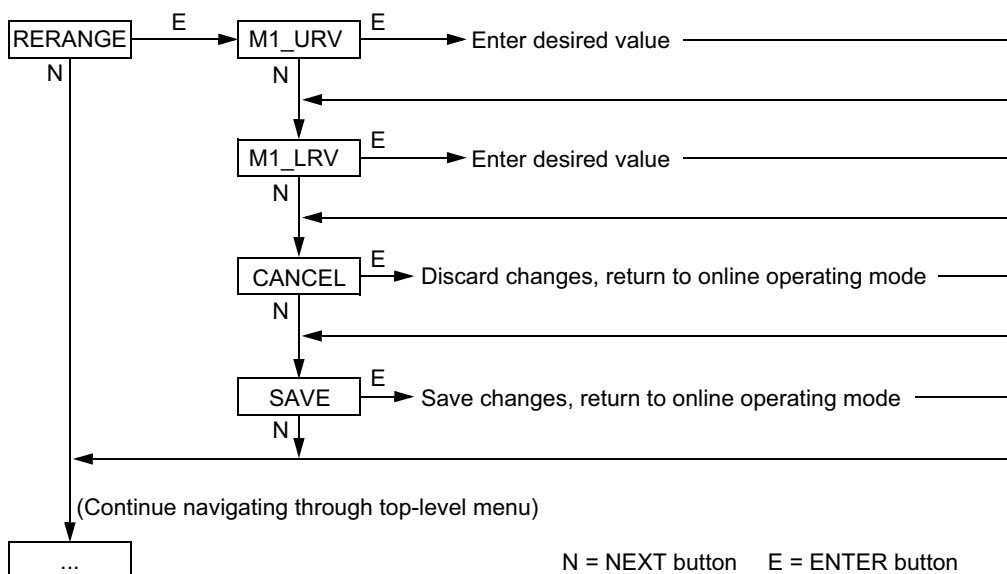 RERANGE E M1_URV E Enter desired value
N N
M1_LRV E Enter desired value
N
CANCEL E Discard changes, return to online operating mode
N
SAVE E Save changes, return to online operating mode
N
(Continue navigating through top-level menu)
...
N = NEXT button E = ENTER button